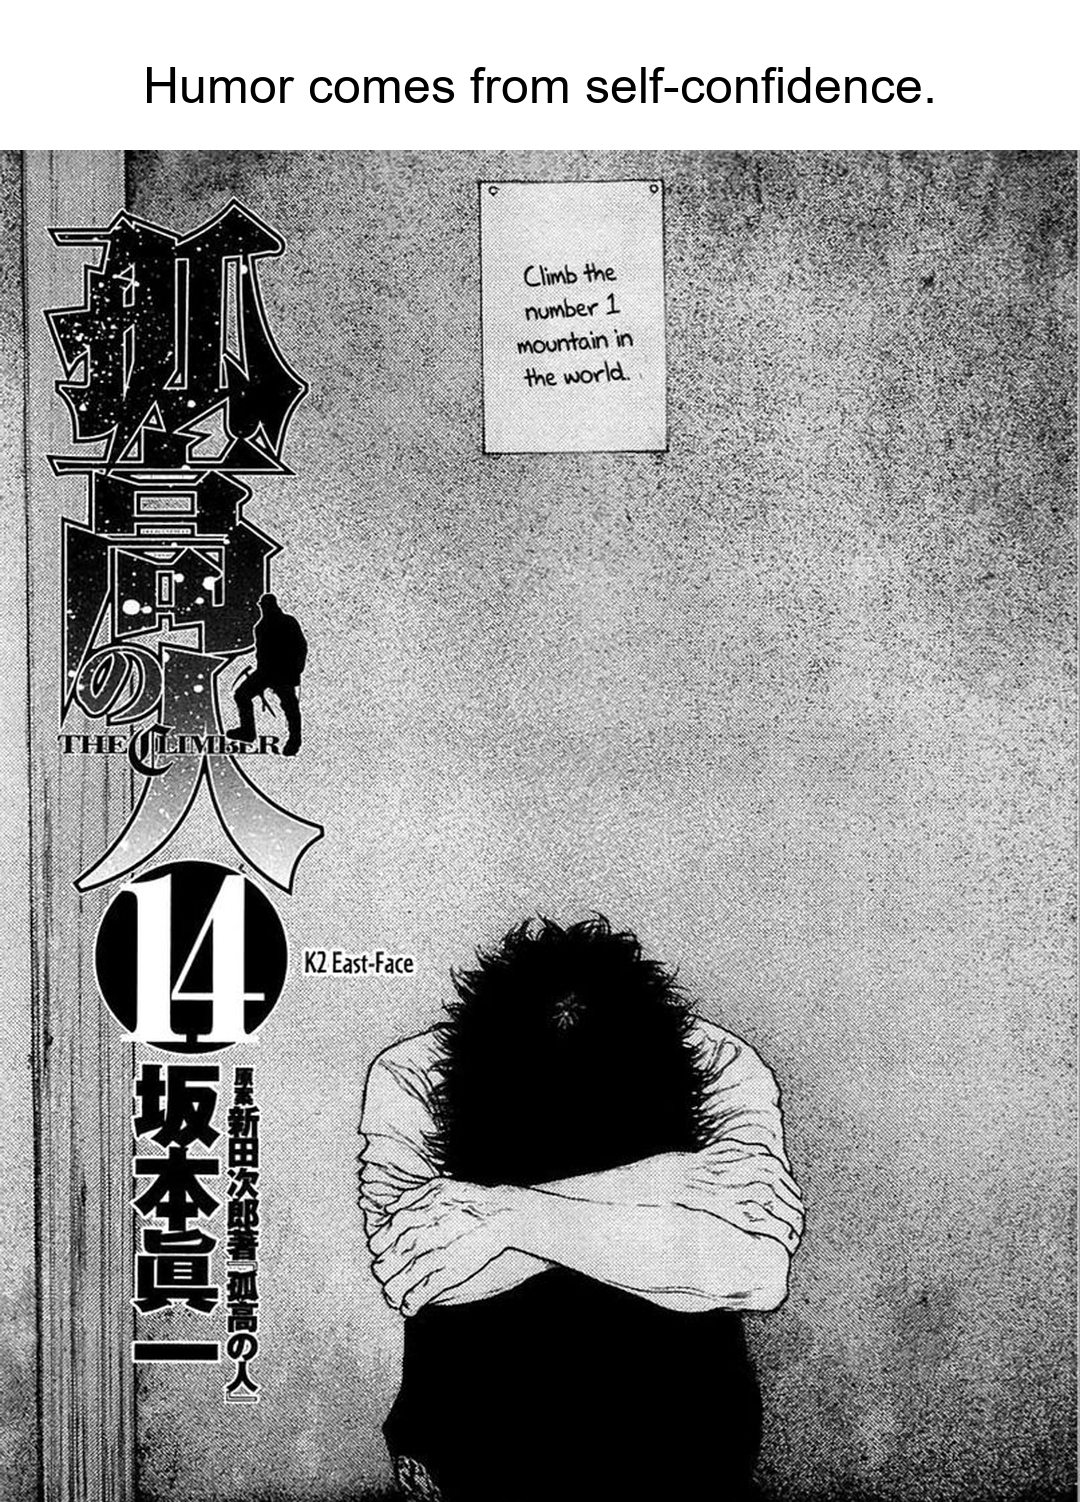 Humor comes from self-confidence.
Climb the
number 1
mountain in
the world.
孤高の人
THE CLIMBER
14
K2 East-Face
坂本眞一
原案 新田次郎著『孤高の人』